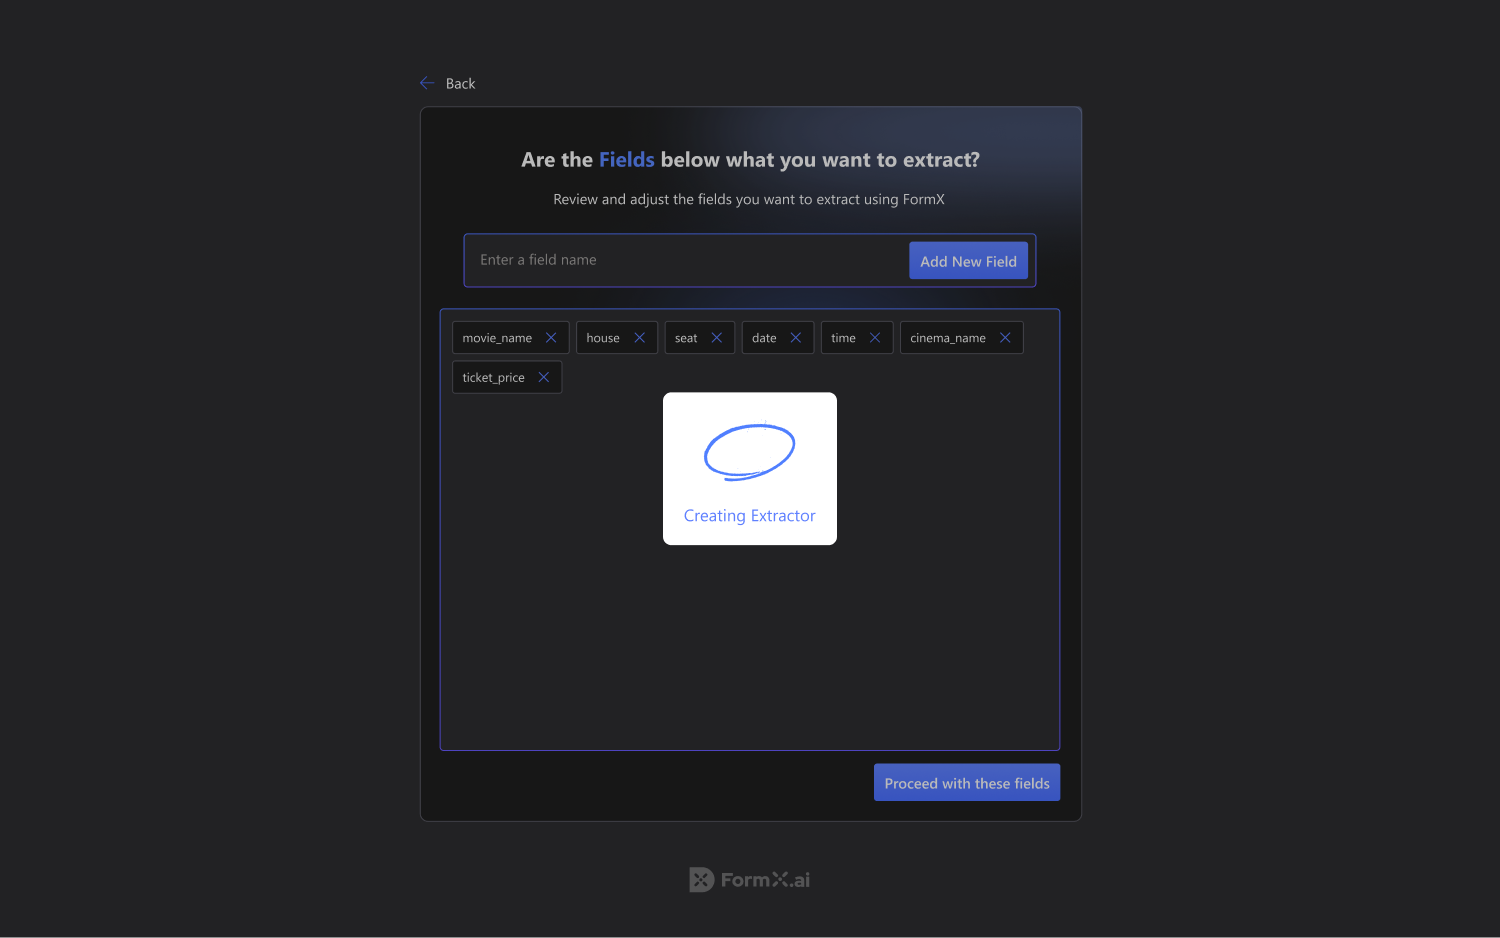 Back
Are the Fields below what you want to extract?
Review and adjust the fields you want to extract using FormX
Enter a field name
Add New Field
movie_name house seat date time cinema_name
ticket_price
Creating Extractor
Proceed with these fields
FormX.ai